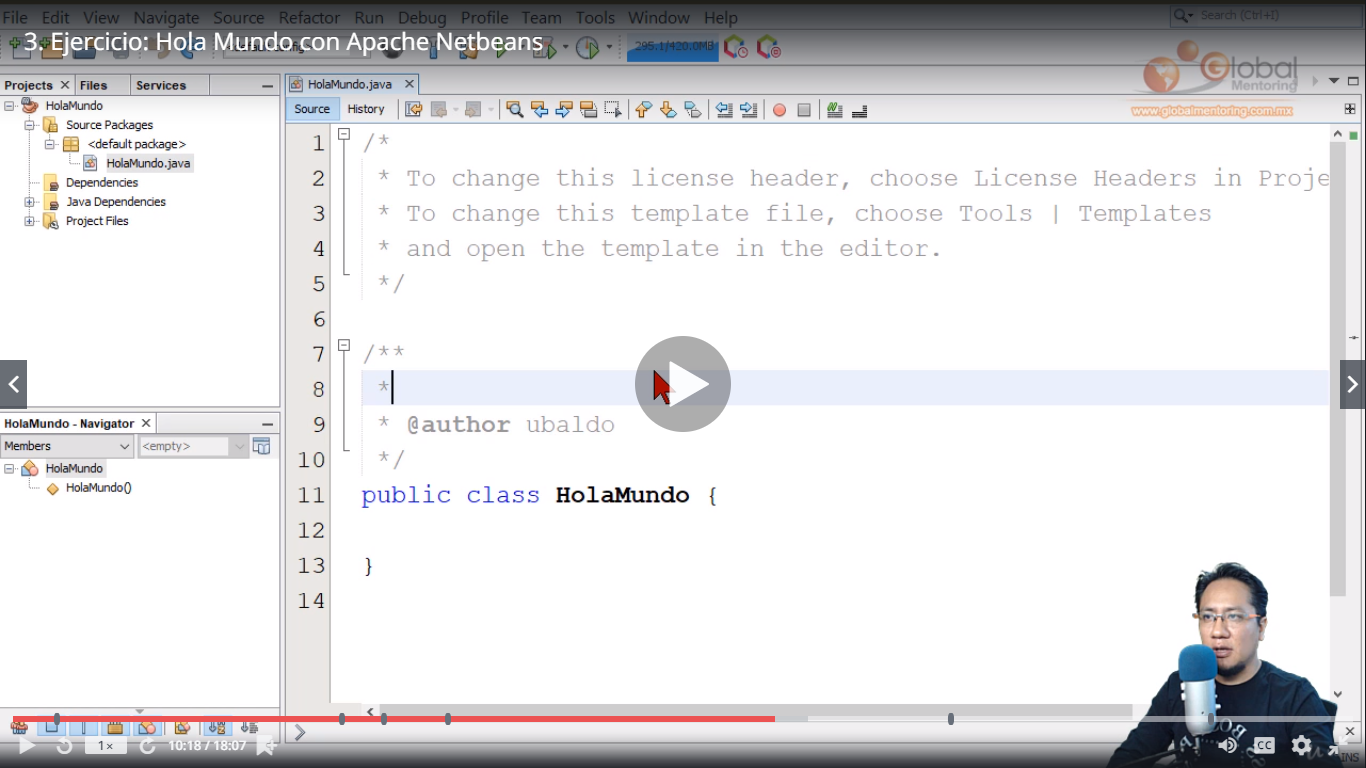 File Edit View Navigate Source Refactor Run Debug Profile Team Tools Window Help
Search (Ctrl+I)
3. Ejercicio: Hola Mundo con Apache Netbeans
295.1/420.0MB
Global
Mentoring
www.globalmentoring.com.mx
Projects Files Services
HolaMundo
Source Packages
<default package>
HolaMundo.java
Dependencies
Java Dependencies
Project Files
HolaMundo - Navigator
Members <empty>
HolaMundo
HolaMundo()
HolaMundo.java
Source History
1 /*
2 * To change this license header, choose License Headers in Proje
3 * To change this template file, choose Tools | Templates
4 * and open the template in the editor.
5 */
6
7 /**
8 *
9 * @author ubaldo
10 */
11 public class HolaMundo {
12
13 }
14
1× 10:18 / 18:07
CC
INS